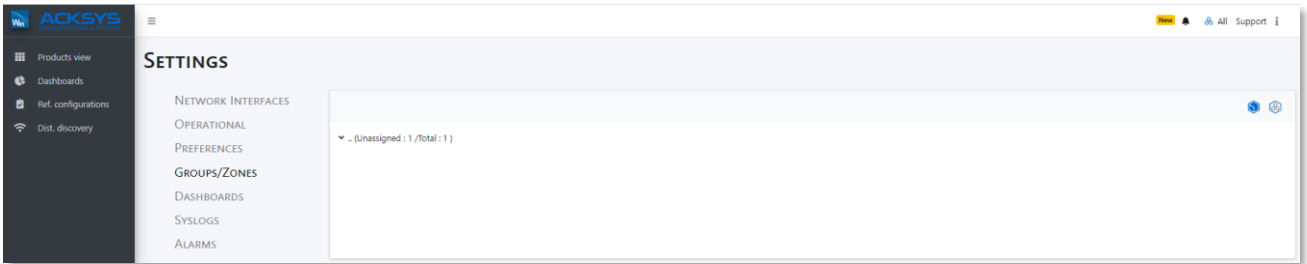 WM ACKSYS
New All Support i
Products view
Dashboards
Ref. configurations
Dist. discovery
SETTINGS
NETWORK INTERFACES
OPERATIONAL
PREFERENCES
GROUPS/ZONES
DASHBOARDS
SYSLOGS
ALARMS
.. (Unassigned : 1 /Total : 1 )